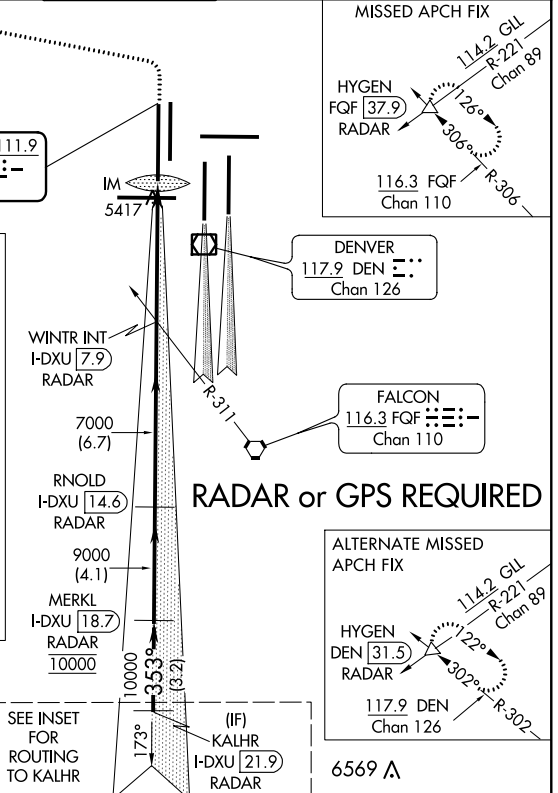 MISSED APCH FIX
114.2 GLL
R-221
Chan 89
HYGEN
FQF 37.9
RADAR
126°
306°
116.3 FQF
Chan 110
R-306
111.9
IM
5417
DENVER
117.9 DEN
Chan 126
WINTR INT
I-DXU 7.9
RADAR
R-311
FALCON
116.3 FQF
Chan 110
7000
(6.7)
RNOLD
I-DXU 14.6
RADAR
RADAR or GPS REQUIRED
9000
(4.1)
MERKL
I-DXU 18.7
RADAR
10000
10000
353°
(3.2)
173°
ALTERNATE MISSED
APCH FIX
114.2 GLL
R-221
Chan 89
HYGEN
DEN 31.5
RADAR
122°
302°
117.9 DEN
Chan 126
R-302
SEE INSET
FOR
ROUTING
TO KALHR
(IF)
KALHR
I-DXU 21.9
RADAR
6569